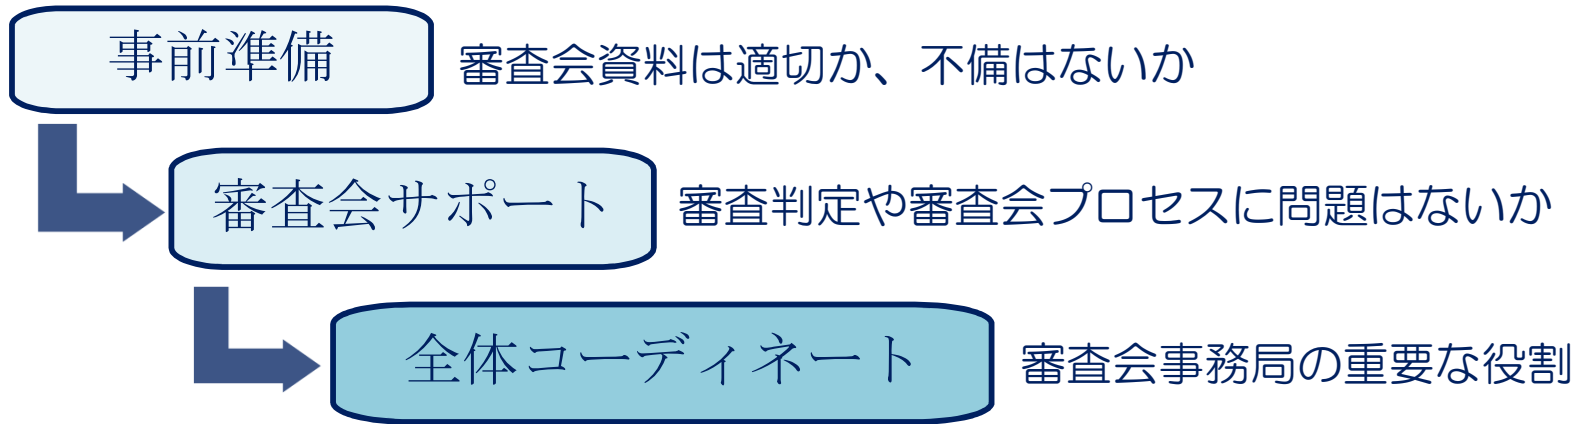 事前準備
審査会資料は適切か、不備はないか
審査会サポート
審査判定や審査会プロセスに問題はないか
全体コーディネート
審査会事務局の重要な役割